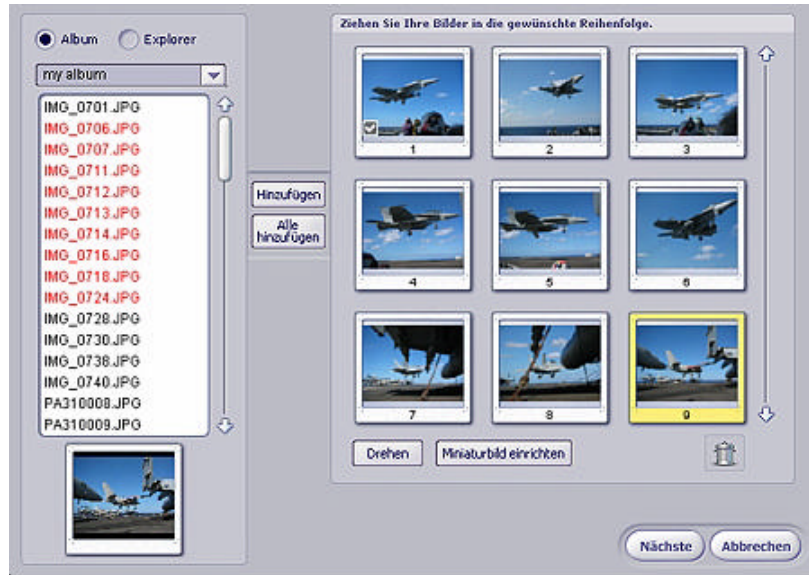 Album Explorer
my album
IMG_0701.JPG
IMG_0706.JPG
IMG_0707.JPG
IMG_0711.JPG
IMG_0712.JPG
IMG_0713.JPG
IMG_0714.JPG
IMG_0716.JPG
IMG_0718.JPG
IMG_0724.JPG
IMG_0728.JPG
IMG_0730.JPG
IMG_0738.JPG
IMG_0740.JPG
PA310008.JPG
PA310009.JPG
Hinzufügen
Alle
hinzufügen
Ziehen Sie Ihre Bilder in die gewünschte Reihenfolge.
1 2 3
4 5 6
7 8 9
Drehen Miniaturbild einrichten
Nächste Abbrechen